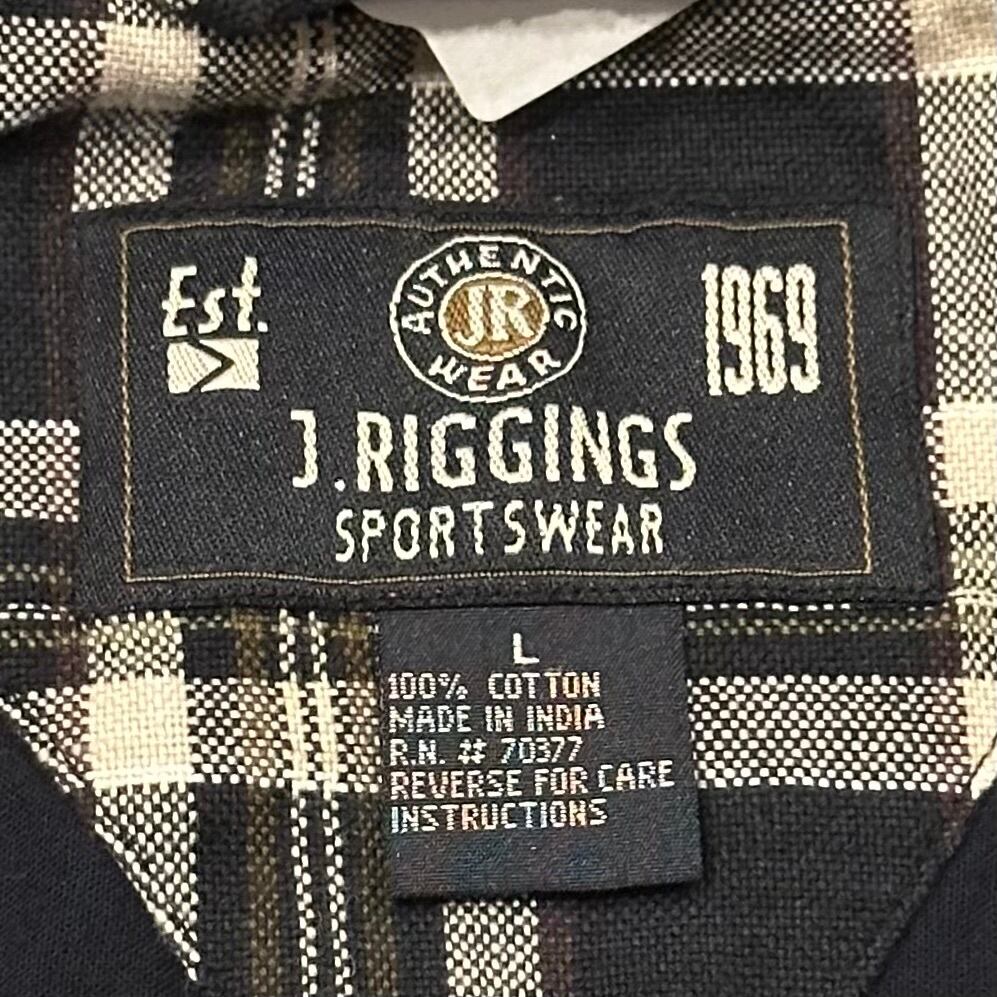 Est. 1969
AUTHENTIC
JR
WEAR
J.RIGGINGS
SPORTSWEAR
L
100% COTTON
MADE IN INDIA
R.N. # 70377
REVERSE FOR CARE
INSTRUCTIONS